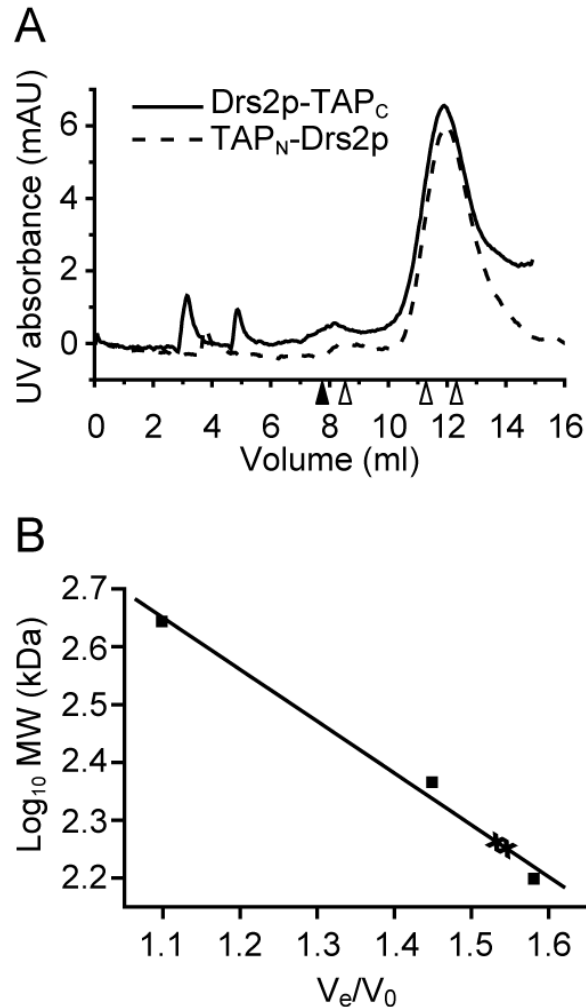 A
Drs2p-TAPC
TAPN-Drs2p
UV absorbance (mAU)
6
4
2
0
0 2 4 6 8 10 12 14 16
Volume (ml)
B
Log10 MW (kDa)
2.7
2.6
2.5
2.4
2.3
2.2
1.1 1.2 1.3 1.4 1.5 1.6
Ve/V0